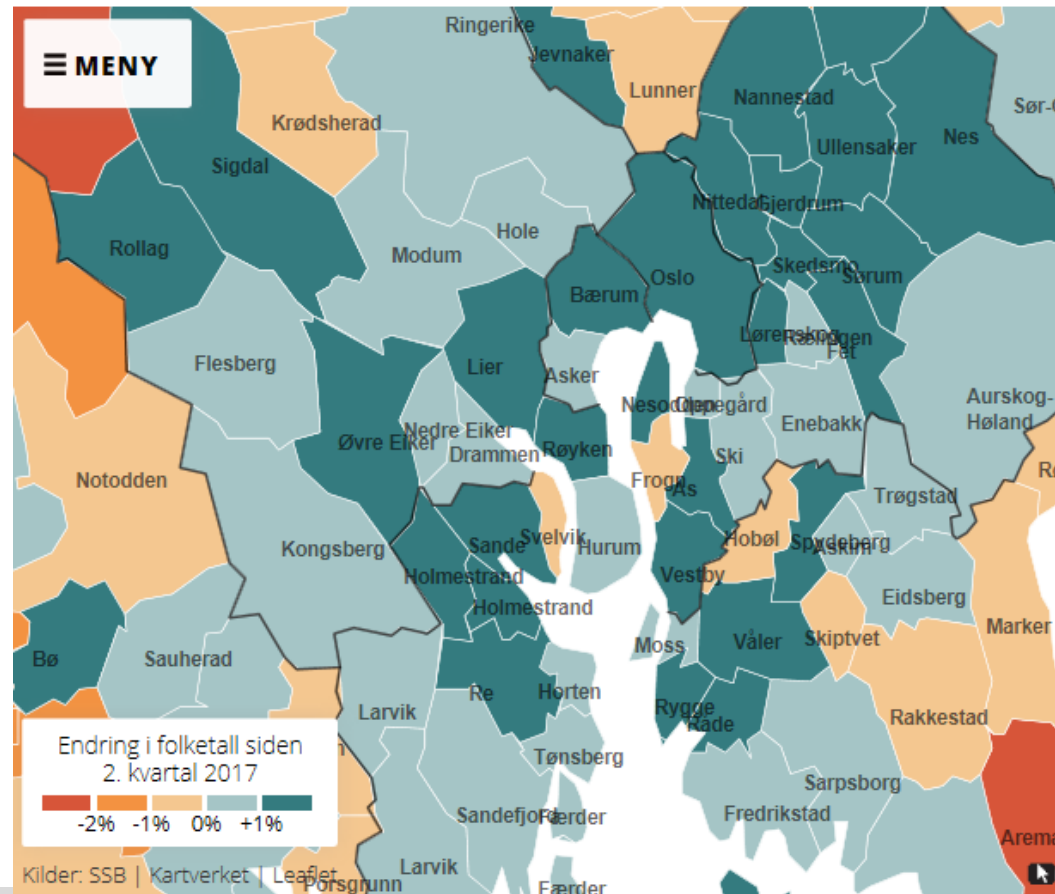 ☰ MENY
Ringerike
Jevnaker
Lunner
Nannestad
Krødsherad
Ullensaker
Nes
Sigdal
Nittedal
Gjerdrum
Hole
Rollag
Modum
Skedsmo
Oslo
Sørum
Bærum
Lørenskog
Rælingen
Fet
Flesberg
Lier
Asker
Aurskog-
Høland
Nesodden
Oppegård
Enebakk
Nedre Eiker
Øvre Eiker
Drammen
Røyken
Ski
Notodden
Frogn
Ås
Trøgstad
Svelvik
Hobøl
Spydeberg
Askim
Sande
Hurum
Kongsberg
Holmestrand
Vestby
Eidsberg
Holmestrand
Marker
Moss
Våler
Skiptvet
Bø
Sauherad
Re
Horten
Rygge
Råde
Larvik
Rakkestad
Endring i folketall siden
2. kvartal 2017
-2% -1% 0% +1%
Tønsberg
Sarpsborg
Sandefjord
Færder
Fredrikstad
Larvik
Kilder: SSB | Kartverket | Leaflet
Porsgrunn
Færder